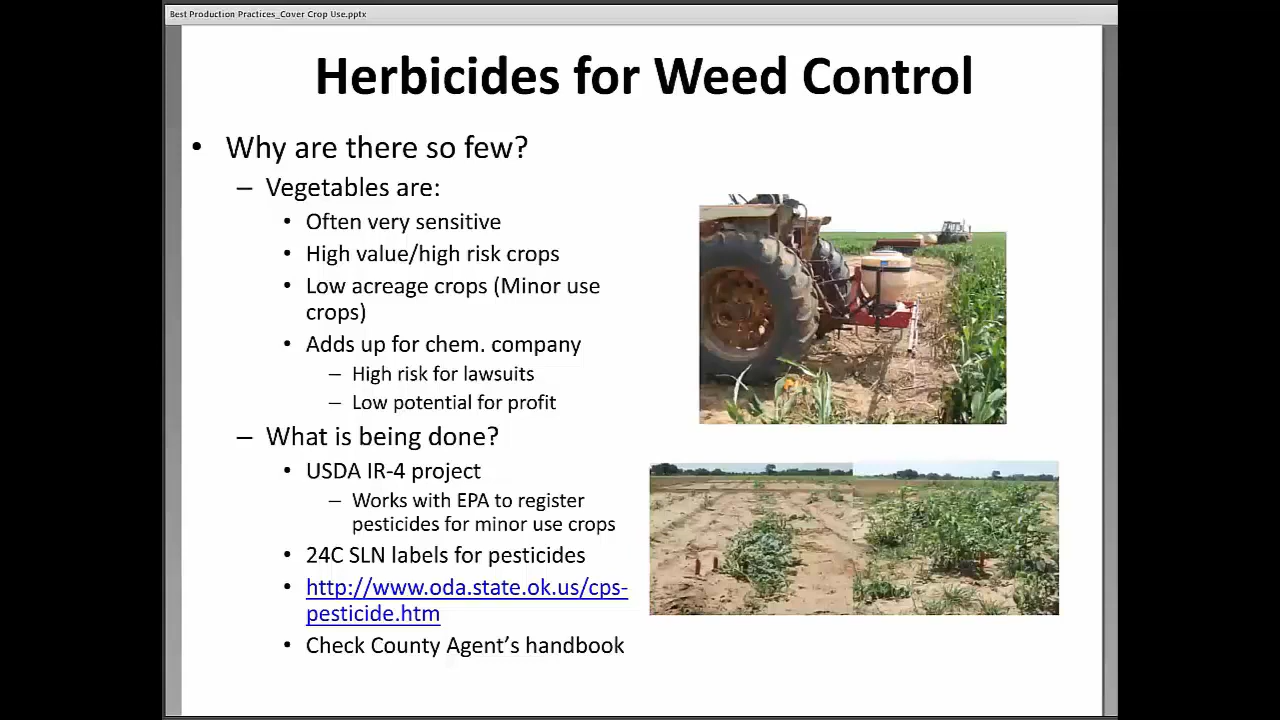 Best Production Practices_Cover Crop Use.pptx
Herbicides for Weed Control
• Why are there so few?
– Vegetables are:
• Often very sensitive
• High value/high risk crops
• Low acreage crops (Minor use
crops)
• Adds up for chem. company
– High risk for lawsuits
– Low potential for profit
– What is being done?
• USDA IR-4 project
– Works with EPA to register
pesticides for minor use crops
• 24C SLN labels for pesticides
• http://www.oda.state.ok.us/cps-
pesticide.htm
• Check County Agent’s handbook